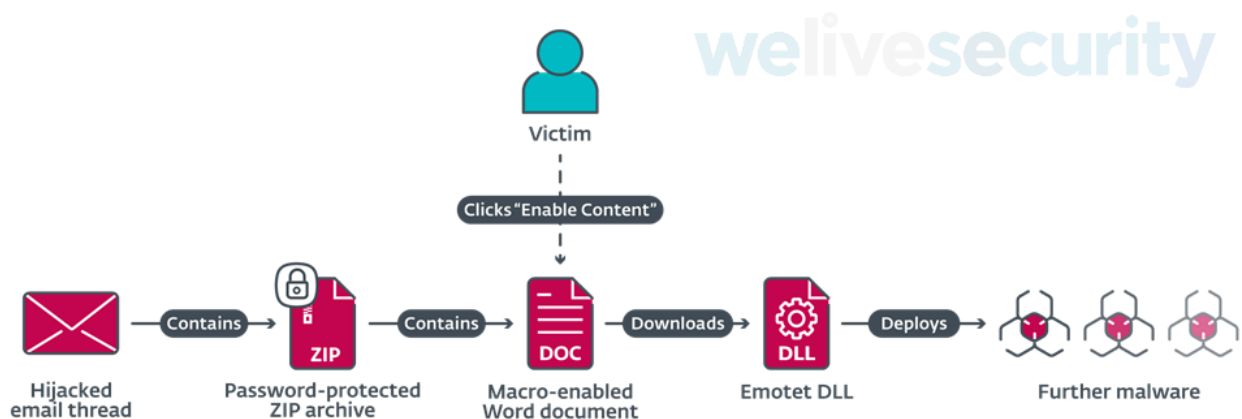 welivesecurity
Victim
Clicks "Enable Content"
Contains
Contains
Downloads
Deploys
ZIP
DOC
DLL
Hijacked
email thread
Password-protected
ZIP archive
Macro-enabled
Word document
Emotet DLL
Further malware